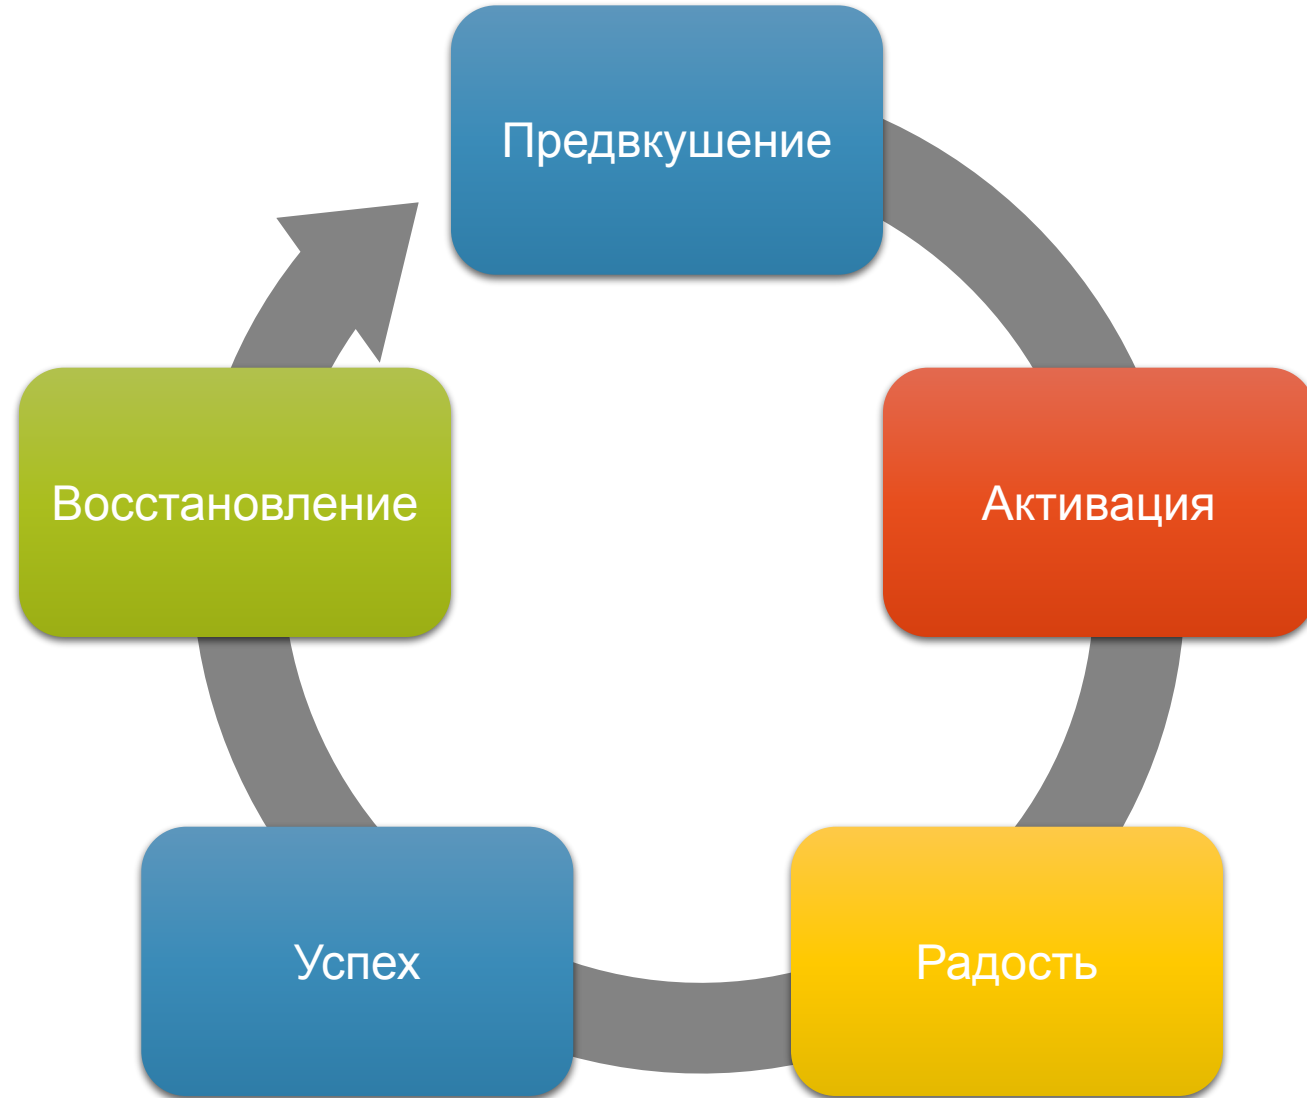 Предвкушение
Активация
Радость
Успех
Восстановление